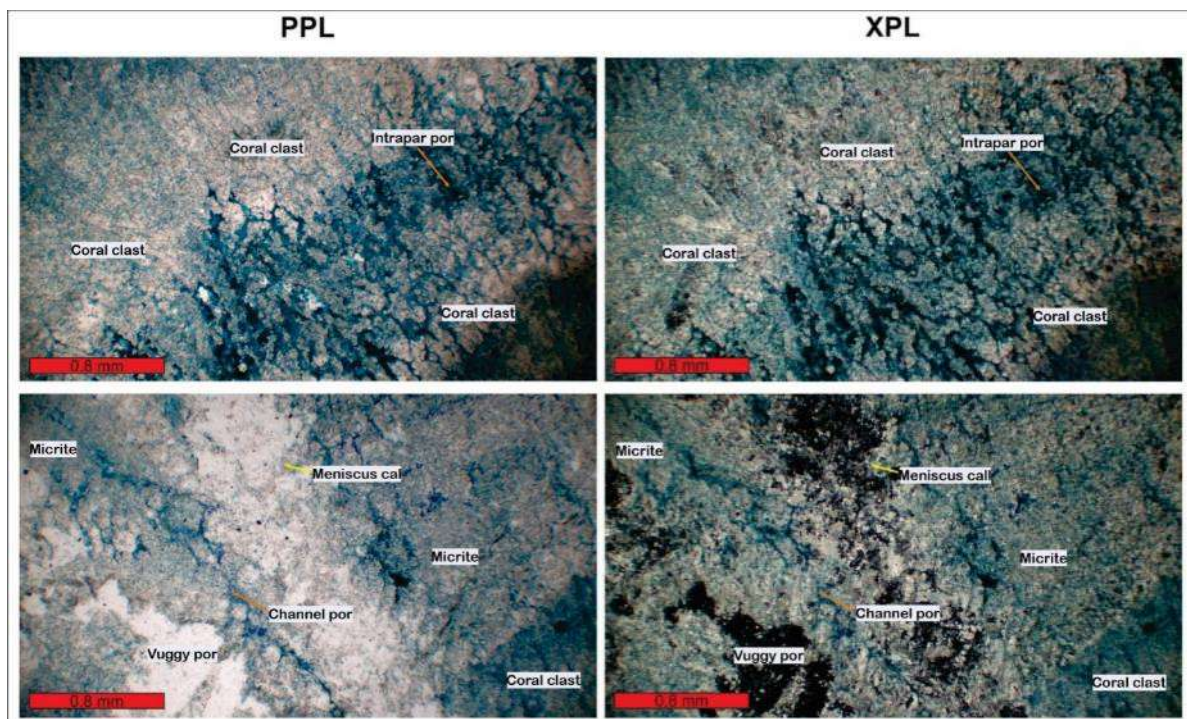 PPL
XPL
Coral clast
Intrapar por
Coral clast
Coral clast
0.8 mm
Coral clast
Intrapar por
Coral clast
Coral clast
0.8 mm
Micrite
Meniscus cal
Micrite
Channel por
Vuggy por
Coral clast
0.8 mm
Micrite
Meniscus call
Micrite
Channel pori
Vuggy por
Coral clast
0.8 mm